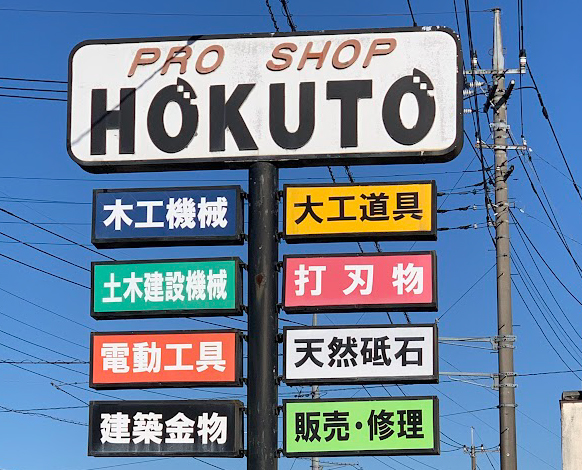 PRO SHOP
HOKUTO
木工機械
大工道具
土木建設機械
打刃物
電動工具
天然砥石
建築金物
販売・修理